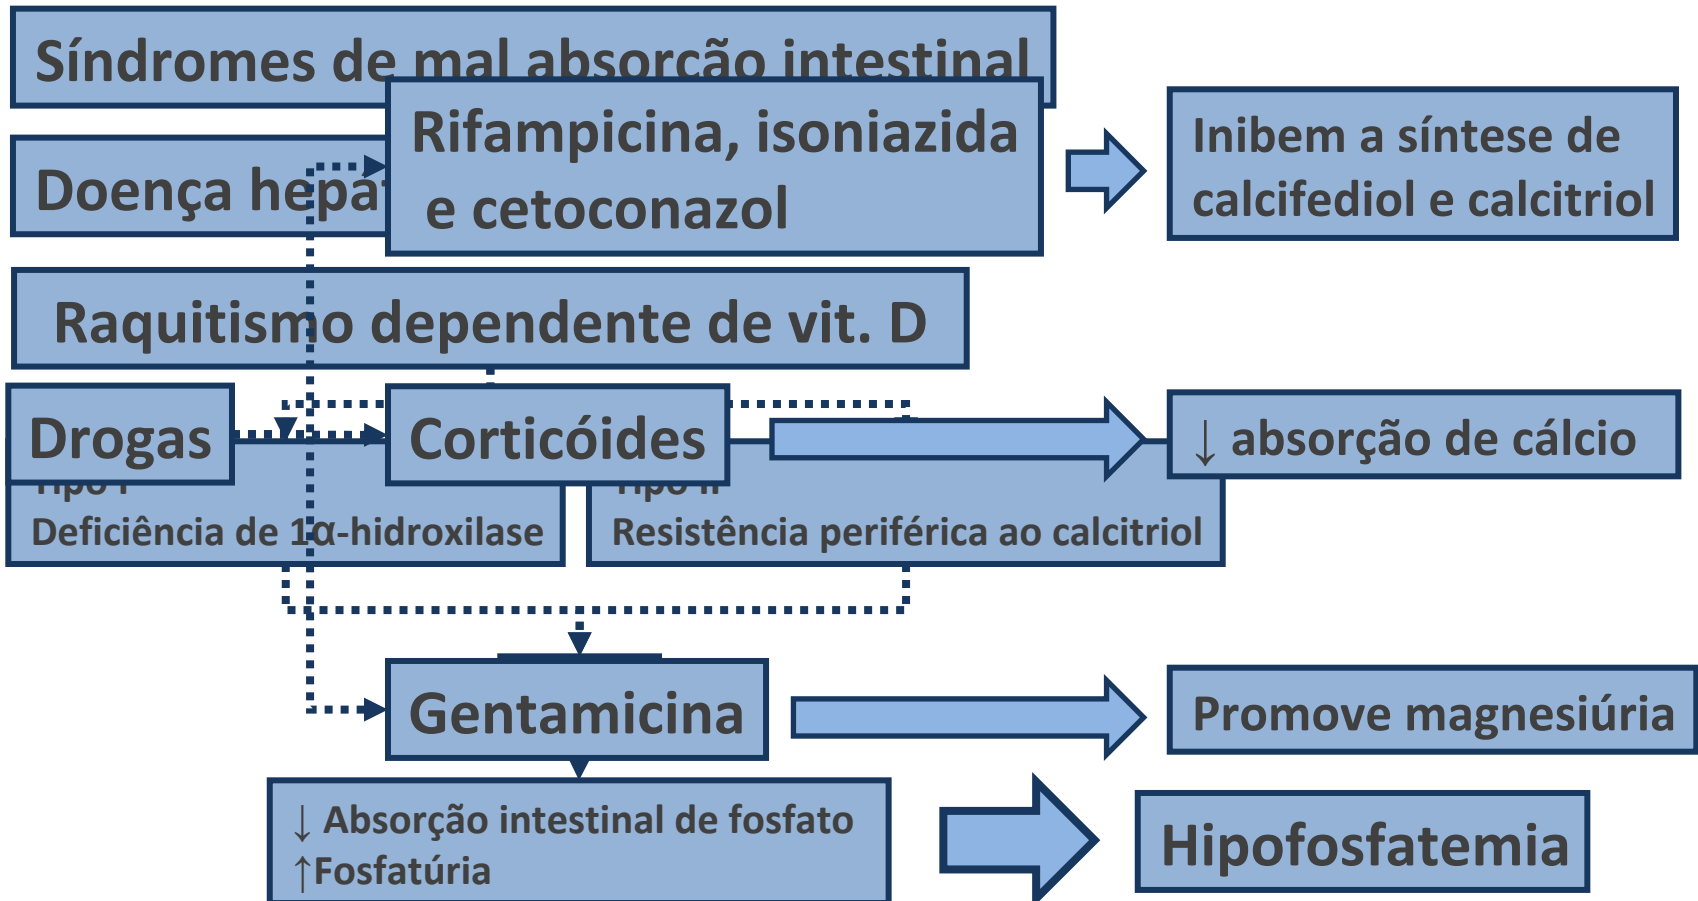 Síndromes de mal absorção intestinal
Rifampicina, isoniazida
e cetoconazol
Inibem a síntese de
calcifediol e calcitriol
Doença
Raquitismo dependente de vit. D
Drogas
Corticóides
↓ absorção de cálcio
Deficiência de 1α-hidroxilase
Resistência periférica ao calcitriol
Gentamicina
Promove magnesiúria
↓ Absorção intestinal de fosfato
↑Fosfatúria
Hipofosfatemia